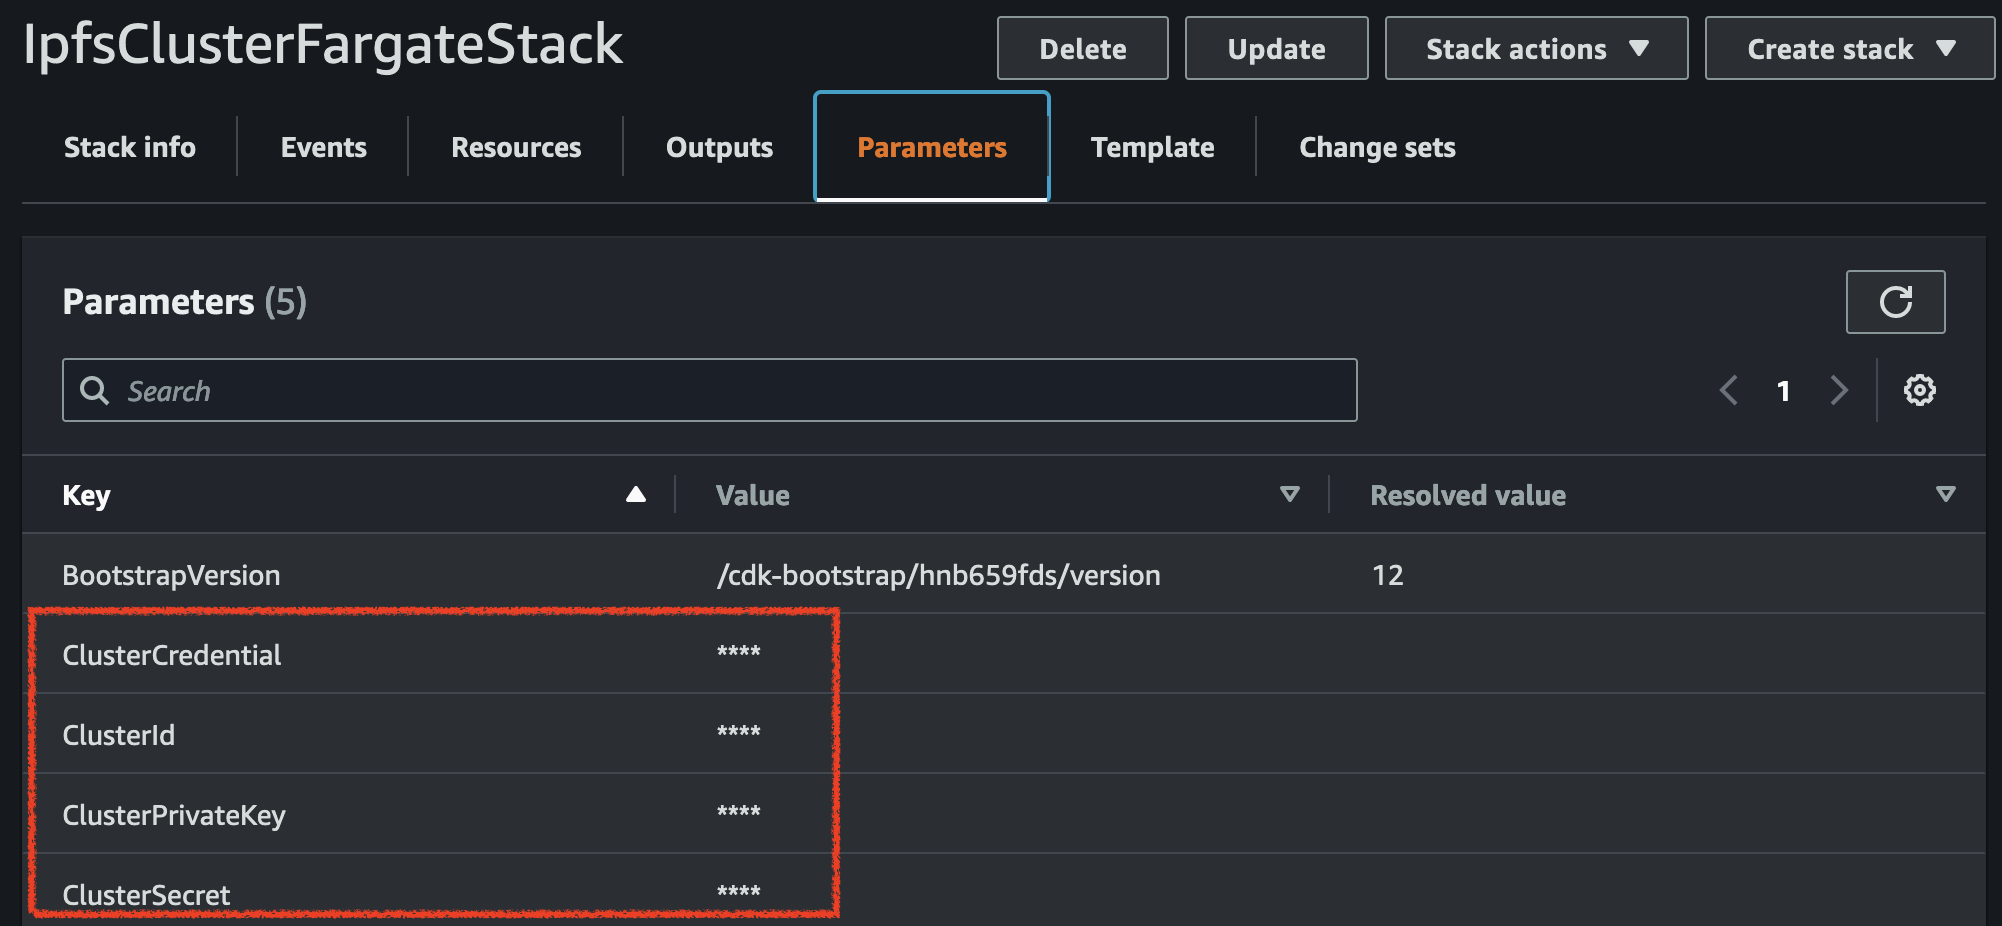 IpfsClusterFargateStack
Delete
Update
Stack actions
Create stack
Stack info
Events
Resources
Outputs
Parameters
Template
Change sets
Parameters (5)
Search
1
Key
Value
Resolved value
BootstrapVersion /cdk-bootstrap/hnb659fds/version 12
ClusterCredential ****
ClusterId ****
ClusterPrivateKey ****
ClusterSecret ****